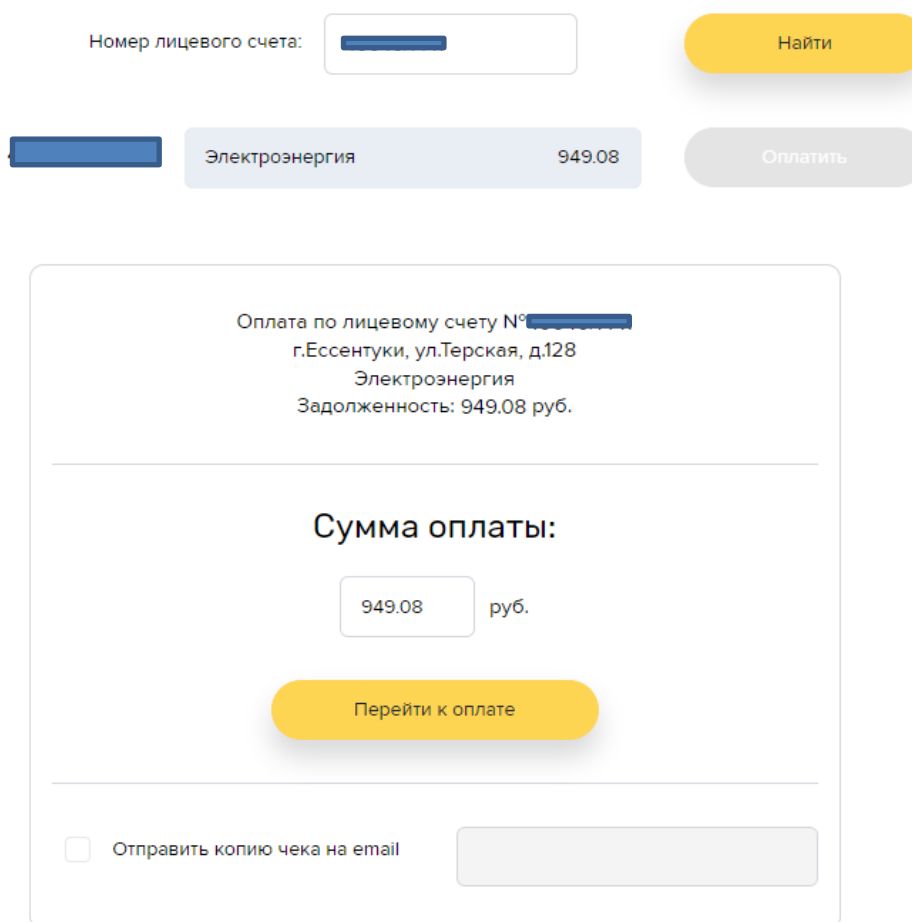 Номер лицевого счета:
Найти
Электроэнергия 949.08 Оплатить
Оплата по лицевому счету №
г.Ессентуки, ул.Терская, д.128
Электроэнергия
Задолженность: 949.08 руб.
Сумма оплаты:
949.08 руб.
Перейти к оплате
Отправить копию чека на email